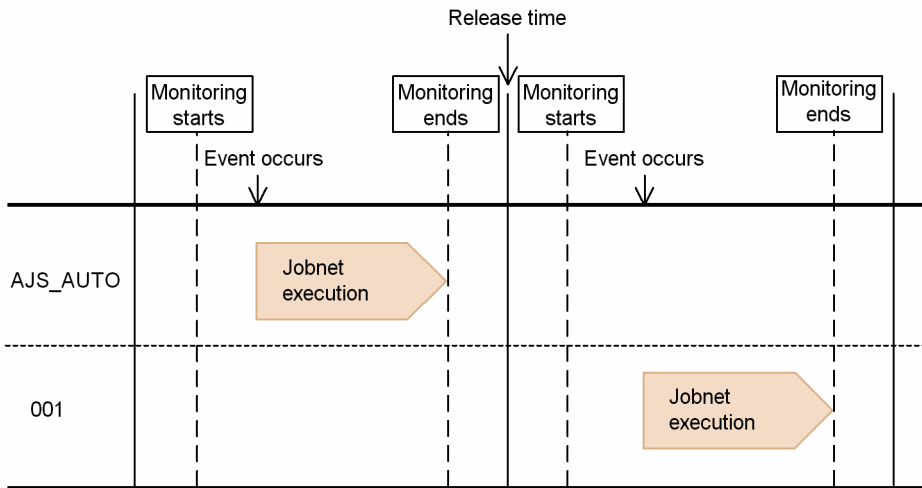 Release time
Monitoring
starts
Monitoring
ends
Monitoring
starts
Monitoring
ends
Event occurs
Event occurs
AJS_AUTO
Jobnet
execution
001
Jobnet
execution